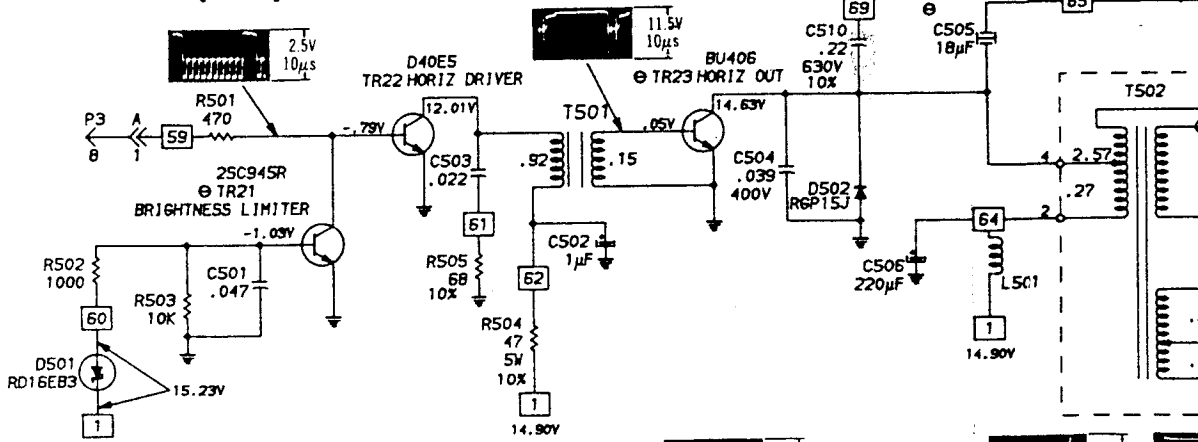 2.5V
10µs
11.5V
10µs
69
⊖
85
C510
.22
630V
10%
C505
18µF
D40E5
TR22 HORIZ DRIVER
BU406
⊖ TR23 HORIZ OUT
T502
R501
470
12.01V
T501
14.63V
P3
8
A
1
59
-.79V
.05V
2SC945R
⊖ TR21
BRIGHTNESS LIMITER
C503
.022
.92
.15
C504
.039
400V
D502
RGP15J
4
2.57
.27
2
-1.03V
61
64
R502
1000
C501
.047
R503
10K
R505
68
10%
C502
1µF
62
C506
220µF
L501
60
R504
47
5W
10%
1
14.90V
D501
RD16EB3
15.23V
1
1
14.90V